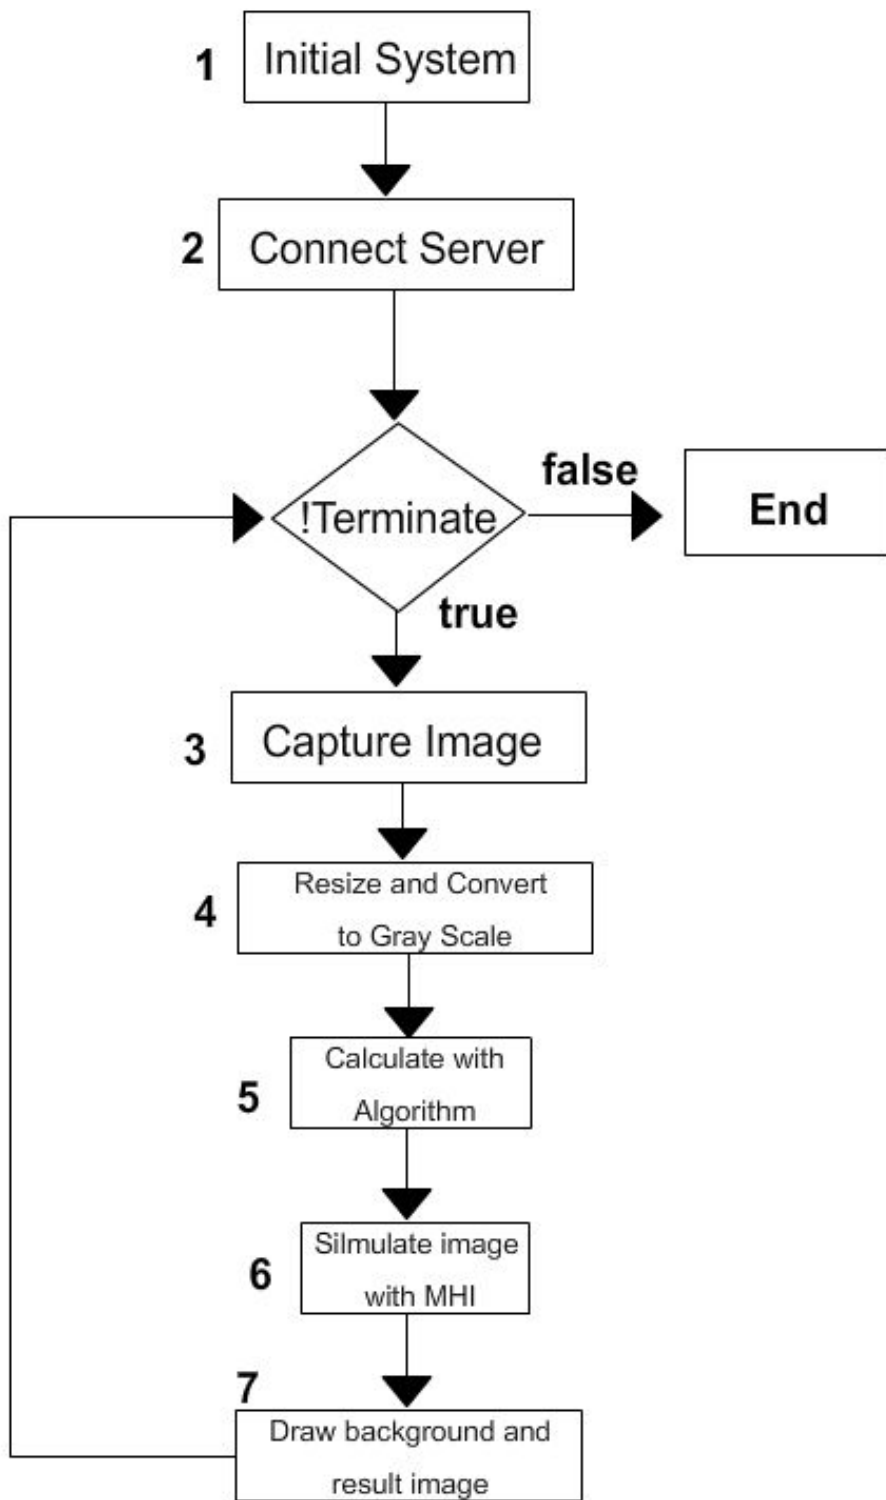 1 Initial System
2 Connect Server
!Terminate
false
End
true
3 Capture Image
4 Resize and Convert
to Gray Scale
5 Calculate with
Algorithm
6 Silmulate image
with MHI
7 Draw background and
result image